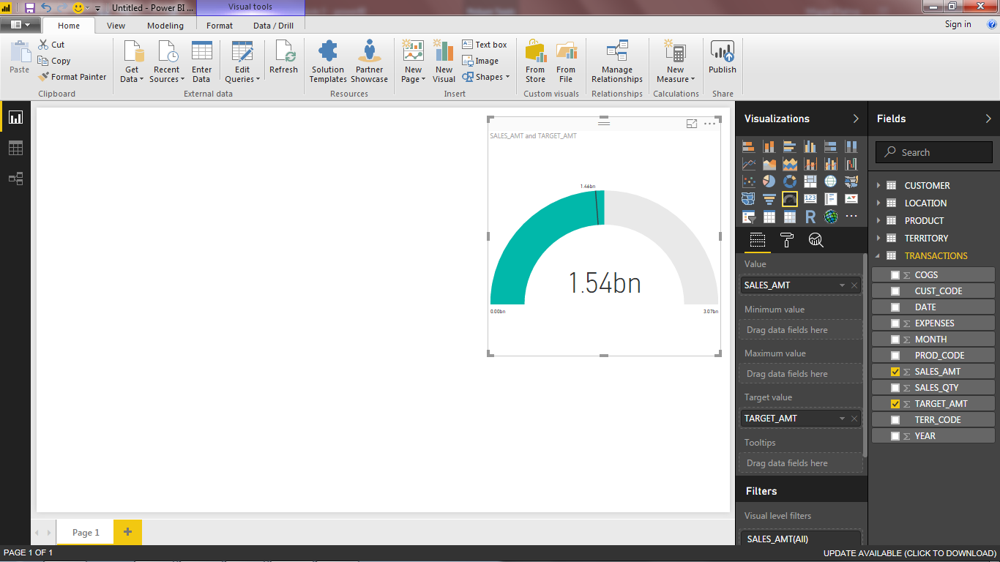 Untitled - Power BI ...
Visual tools
Home
View
Modeling
Format
Data / Drill
Sign in
Paste
Cut
Copy
Format Painter
Clipboard
Get Data
Recent Sources
Enter Data
Edit Queries
Refresh
External data
Solution Templates
Partner Showcase
Resources
New Page
New Visual
Text box
Image
Shapes
Insert
From Store
From File
Custom visuals
Manage Relationships
Relationships
New Measure
Calculations
Publish
Share
SALES_AMT and TARGET_AMT
1.46bn
1.54bn
0.00bn
3.07bn
Visualizations
123
R
Value
SALES_AMT
Minimum value
Drag data fields here
Maximum value
Drag data fields here
Target value
TARGET_AMT
Tooltips
Drag data fields here
Filters
Visual level filters
SALES_AMT(All)
Fields
Search
CUSTOMER
LOCATION
PRODUCT
TERRITORY
TRANSACTIONS
Σ COGS
CUST_CODE
DATE
Σ EXPENSES
Σ MONTH
PROD_CODE
Σ SALES_AMT
Σ SALES_QTY
Σ TARGET_AMT
TERR_CODE
Σ YEAR
Page 1
PAGE 1 OF 1
UPDATE AVAILABLE (CLICK TO DOWNLOAD)